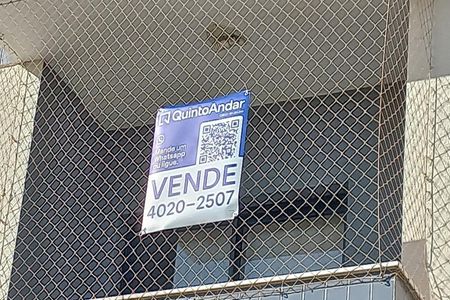 QuintoAndar
Mande um
Whatsapp
ou ligue.
VENDE
4020-2507